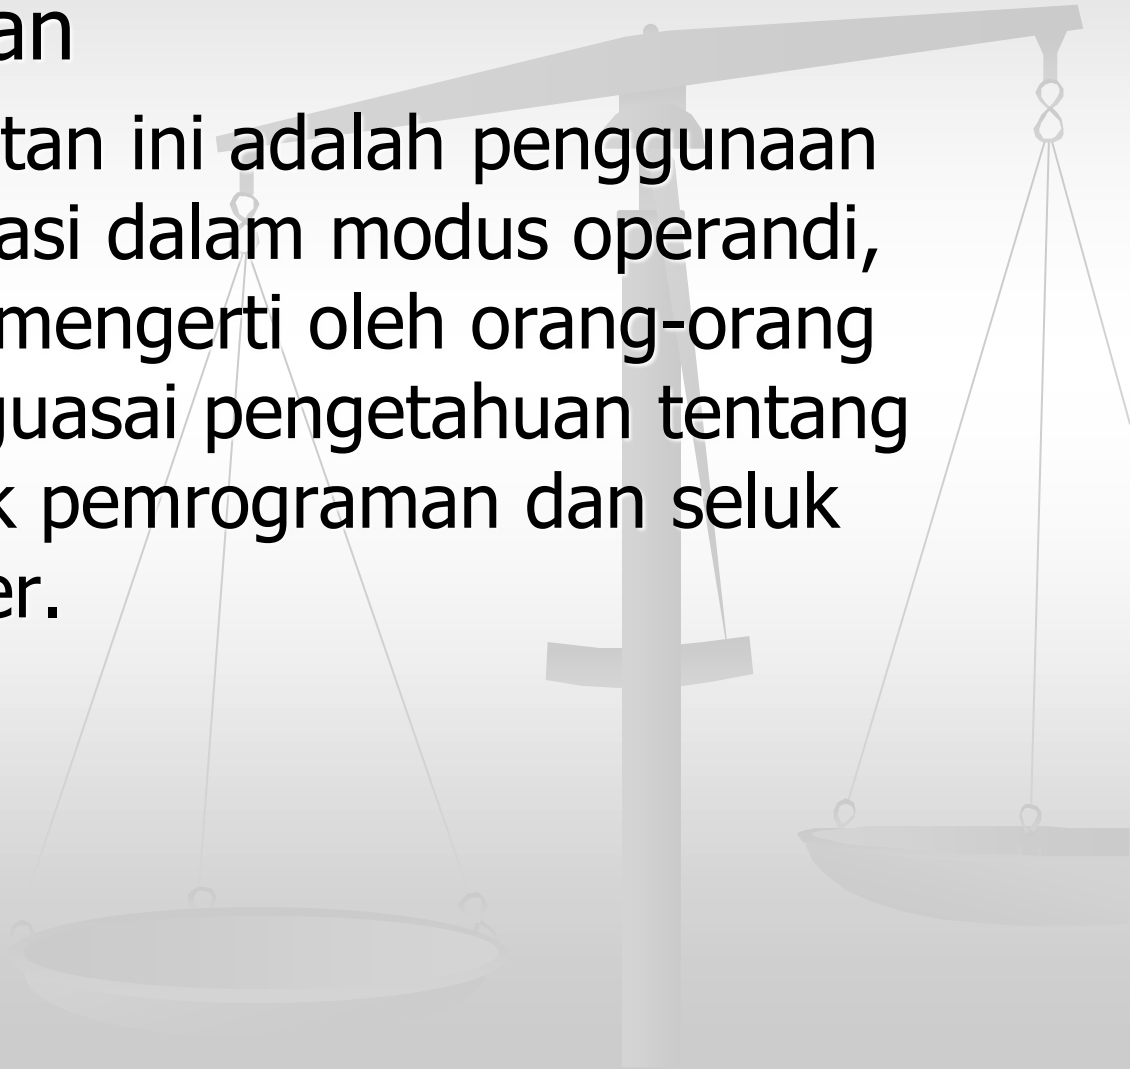 an
tan ini adalah penggunaan
asi dalam modus operandi,
mengerti oleh orang-orang
guasai pengetahuan tentang
k pemrograman dan seluk
er.